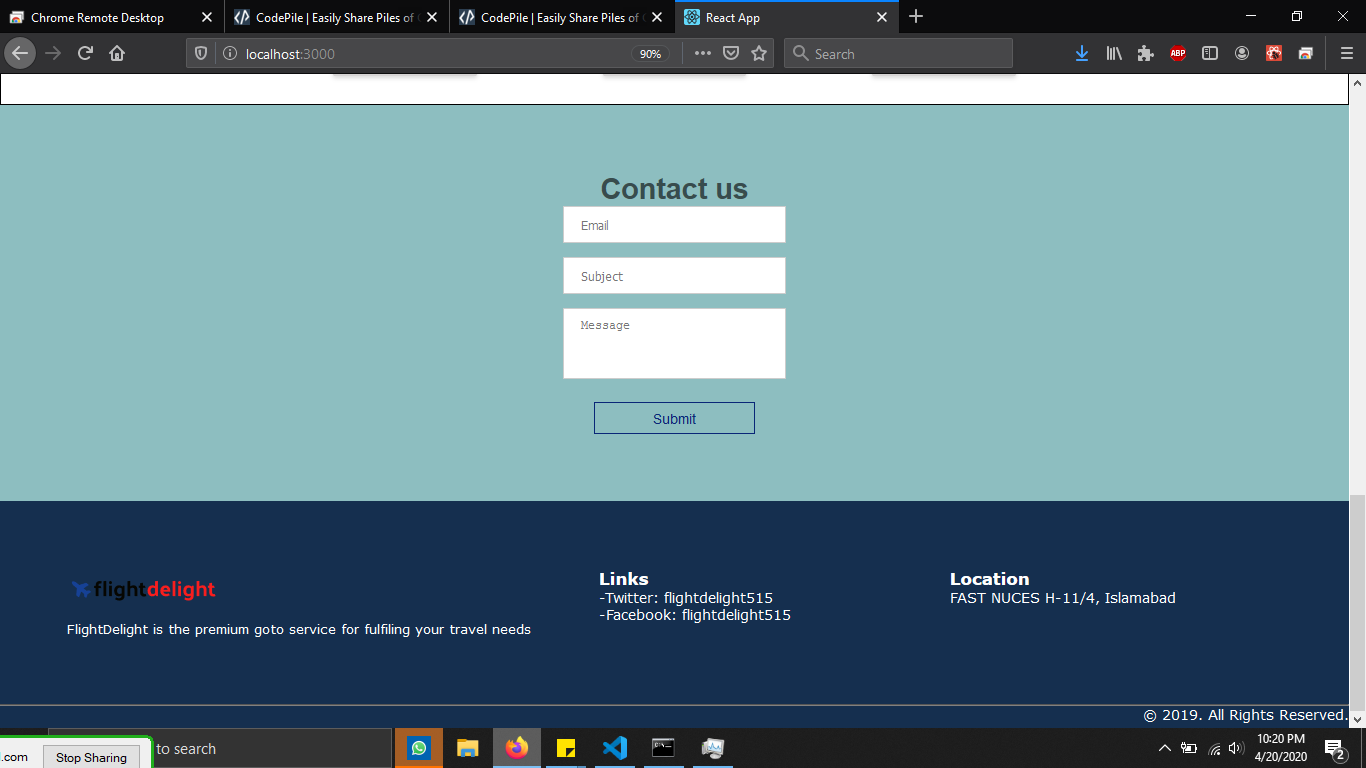 Chrome Remote Desktop
CodePile | Easily Share Piles of
CodePile | Easily Share Piles of
React App
localhost:3000
90%
Search
ABP
Contact us
Email
Subject
Message
Submit
flightdelight
FlightDelight is the premium goto service for fulfiling your travel needs
Links
-Twitter: flightdelight515
-Facebook: flightdelight515
Location
FAST NUCES H-11/4, Islamabad
© 2019. All Rights Reserved.
l.com
Stop Sharing
to search
10:20 PM
4/20/2020
2